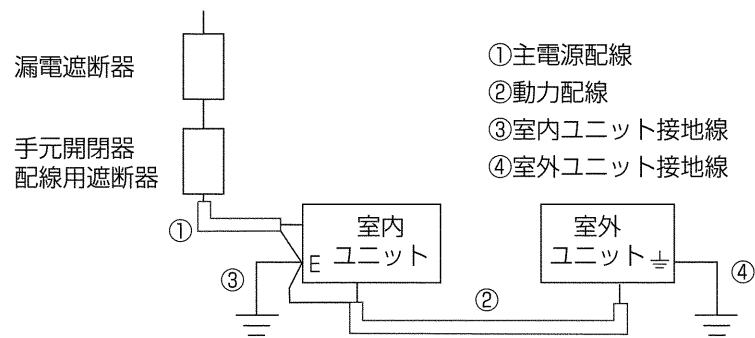 漏電遮断器
手元開閉器
配線用遮断器
①主電源配線
②動力配線
③室内ユニット接地線
④室外ユニット接地線
①
室内
ユニット
E
③
②
室外
ユニット
④